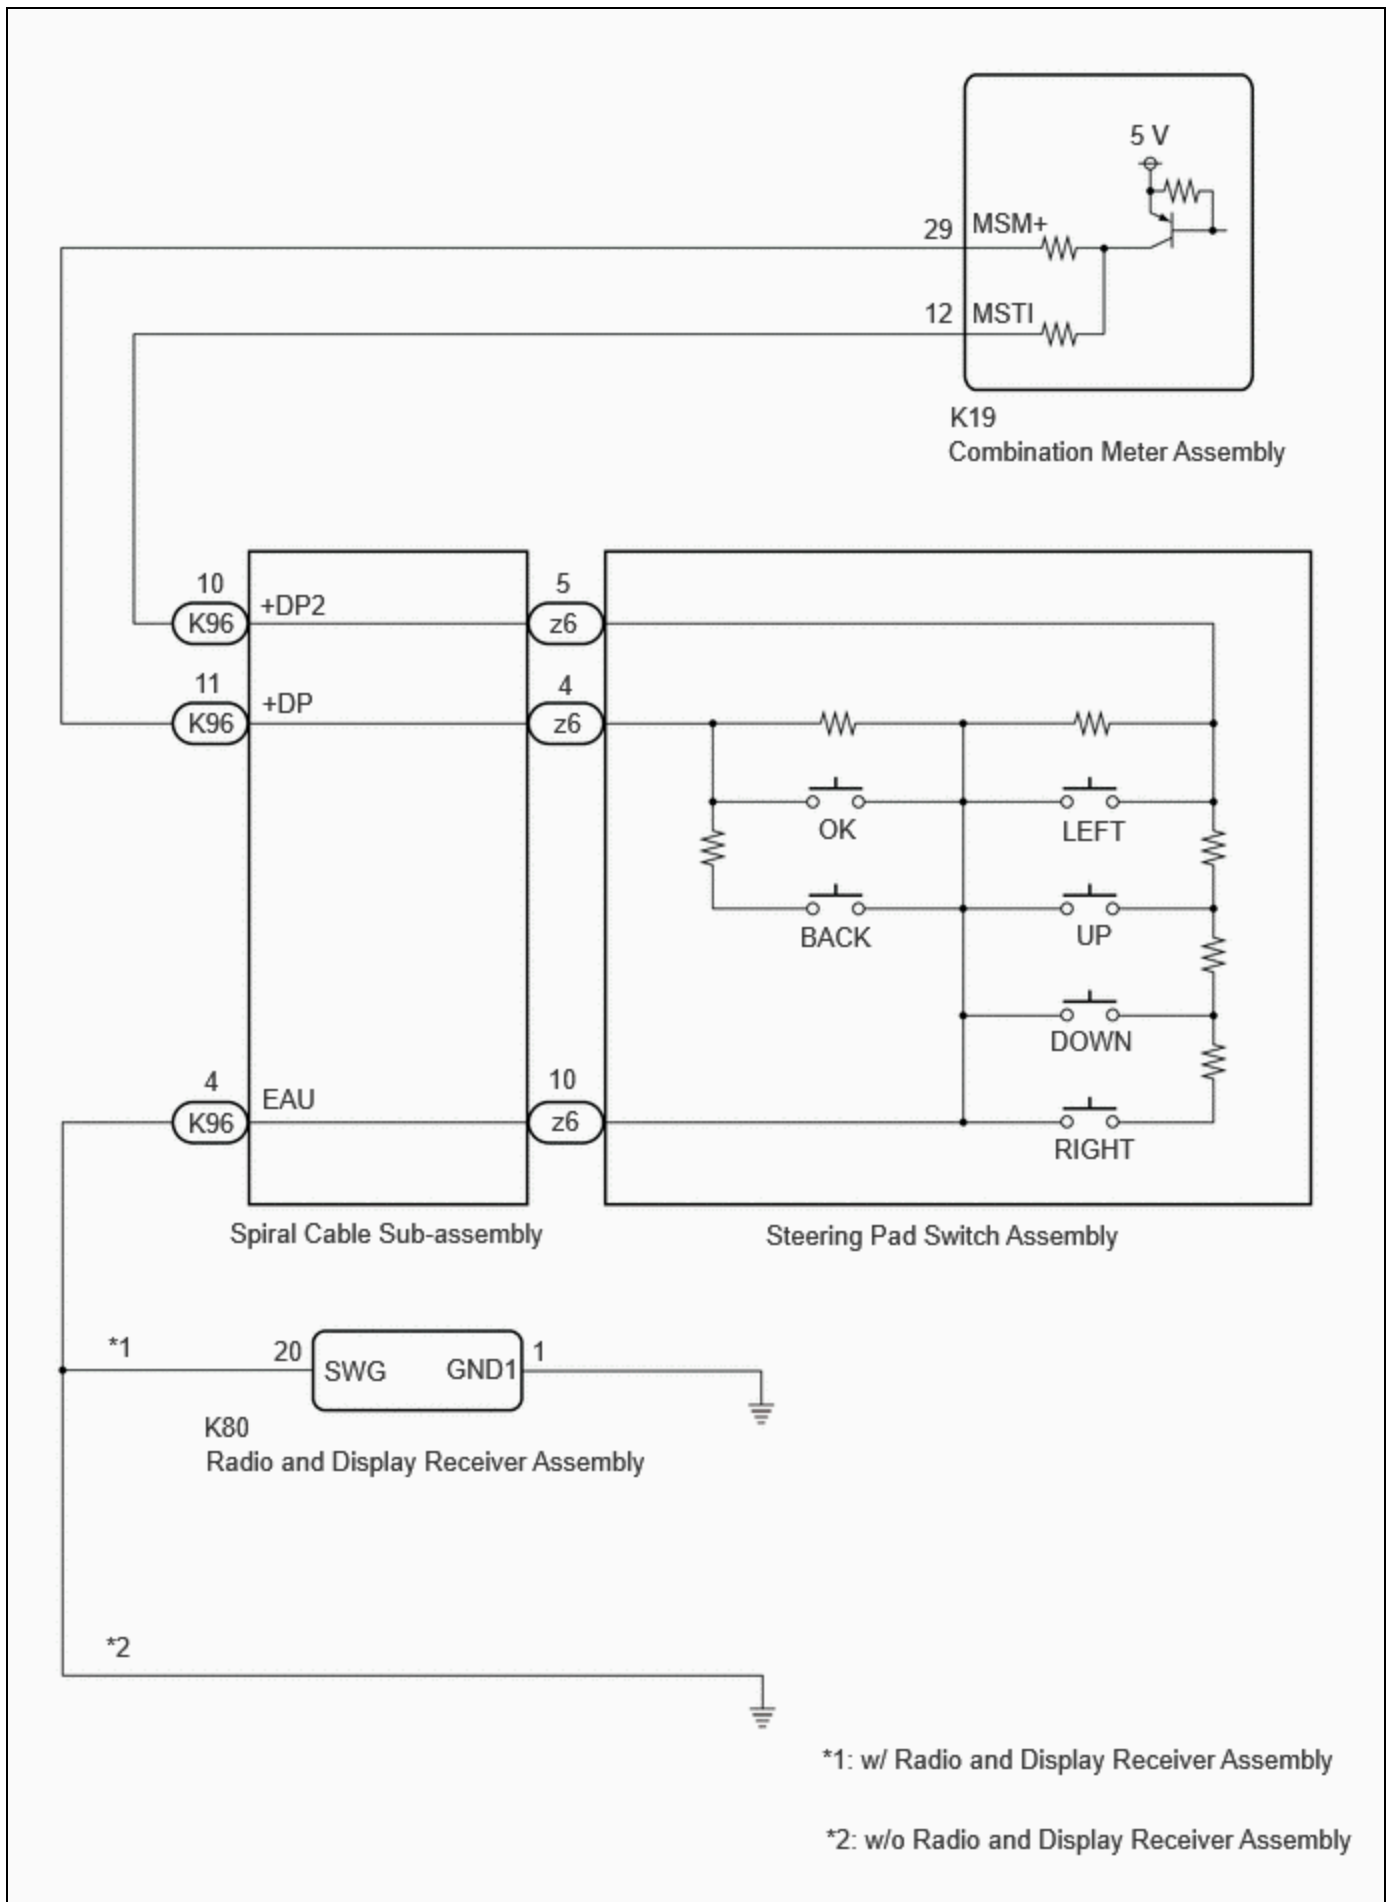 5 V
29
MSM+
12
MSTI
K19
Combination Meter Assembly
10
+DP2
5
K96
z6
11
+DP
4
K96
z6
OK
LEFT
BACK
UP
DOWN
4
EAU
10
K96
z6
RIGHT
Spiral Cable Sub-assembly
Steering Pad Switch Assembly
*1
20
SWG
GND1
1
K80
Radio and Display Receiver Assembly
*2
*1: w/ Radio and Display Receiver Assembly
*2: w/o Radio and Display Receiver Assembly